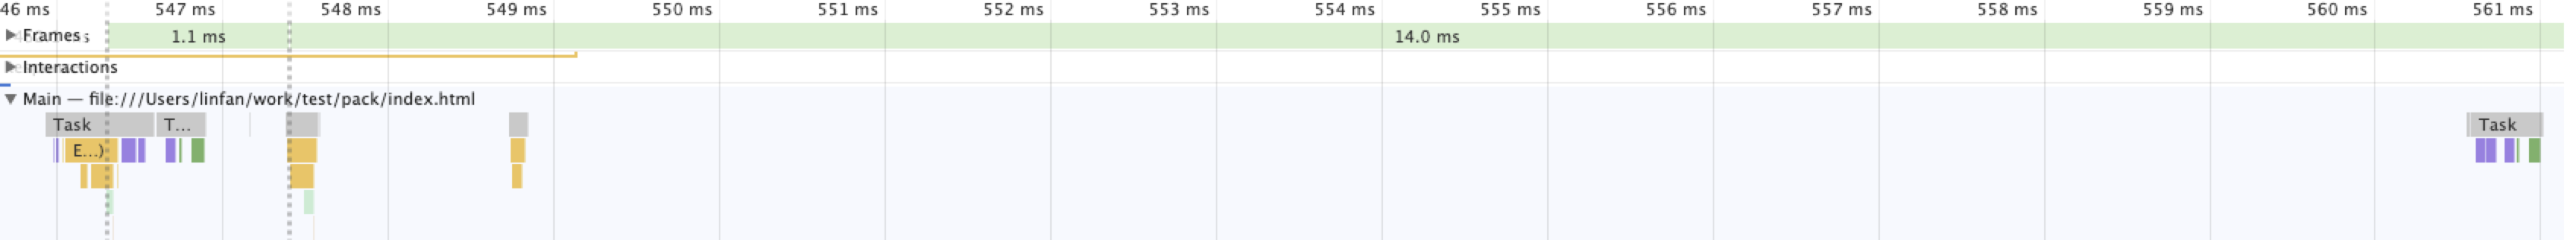 46 ms 547 ms 548 ms 549 ms 550 ms 551 ms 552 ms 553 ms 554 ms 555 ms 556 ms 557 ms 558 ms 559 ms 560 ms 561 ms
Frames 1.1 ms 14.0 ms
Interactions
Main — file:///Users/linfan/work/test/pack/index.html
Task T... Task
E...)